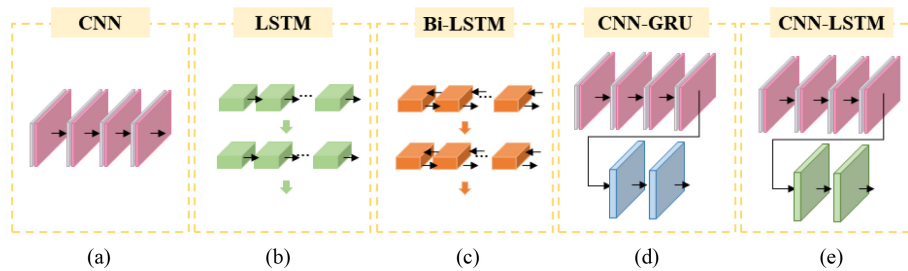 CNN
LSTM
Bi-LSTM
CNN-GRU
CNN-LSTM
(a)
(b)
(c)
(d)
(e)